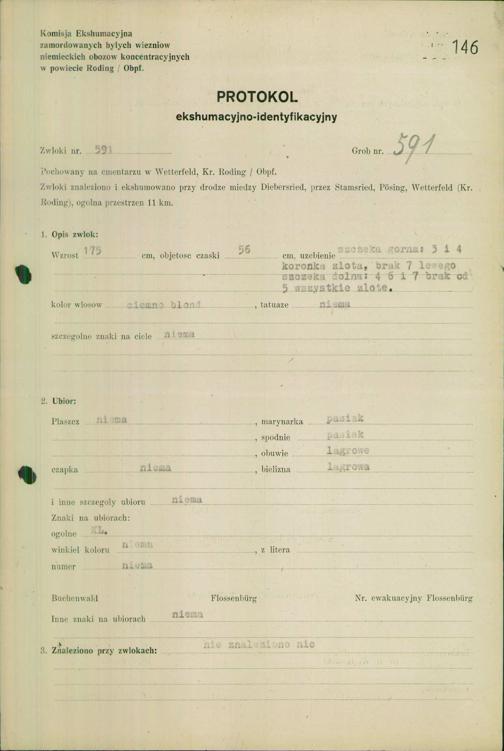 Komisja Ekshumacyjna
zamordowanych byłych wiezniow
niemieckich obozow koncentracyjnych
w powiecie Roding / Obpf.
146
PROTOKOL
ekshumacyjno-identyfikacyjny
Zwloki nr. 591 Grob nr. 591
Pochowany na cmentarzu w Wetterfeld, Kr. Roding / Obpf.
Zwloki znaleziono i ekshumowano przy drodze miedzy Diebersried, przez Stamsried, Pösing, Wetterfeld (Kr.
Roding), ogolna przestrzen 11 km.
1. Opis zwlok:
Wzrost 175 cm, objetosc czaski 56 cm, uzebienie szczeka gorna: 3 i 4
koronka zlota, brak 7 lewego
szczeka dolna: 4 6 i 7 brak od
5 wszystkie zlote.
kolor wlosow ciemno blond , tatuaze niema
szczegolne znaki na ciele niema
2. Ubior:
Plaszcz niema , marynarka pasiak
, spodnie pasiak
, obuwie lagrowe
czapka niema , bielizna lagrowa
i inne szczegoly ubioru niema
Znaki na ubiorach:
ogolne KL.
winkiel koloru niema , z litera
numer niema
Buchenwald Flossenbürg Nr. ewakuacyjny Flossenbürg
Inne znaki na ubiorach niema
3. Znaleziono przy zwlokach: nie znaleziono nic